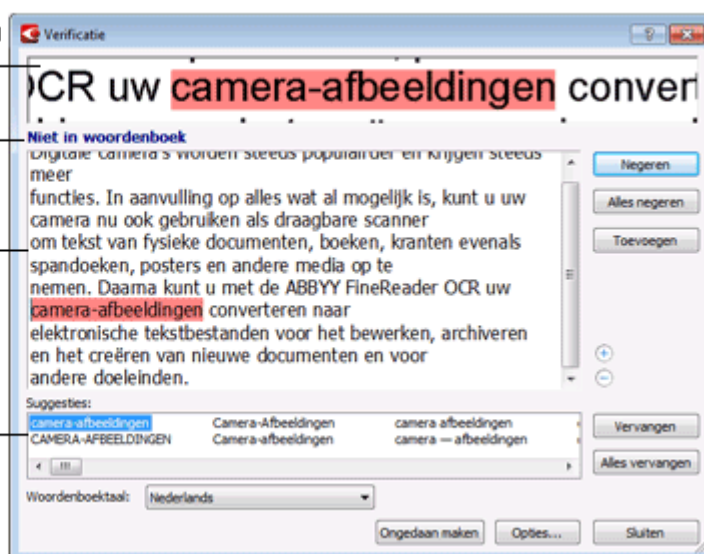 Verificatie
OCR uw camera-afbeeldingen convert
Niet in woordenboek
Digitale camera's worden steeds populairder en krijgen steeds
meer
functies. In aanvulling op alles wat al mogelijk is, kunt u uw
camera nu ook gebruiken als draagbare scanner
om tekst van fysieke documenten, boeken, kranten evenals
spandoeken, posters en andere media op te
nemen. Daarna kunt u met de ABBYY FineReader OCR uw
camera-afbeeldingen converteren naar
elektronische tekstbestanden voor het bewerken, archiveren
en het creëren van nieuwe documenten en voor
andere doeleinden.
Negeren
Alles negeren
Toevoegen
Suggesties:
camera-afbeeldingen Camera-Afbeeldingen camera afbeeldingen
CAMERA-AFBEELDINGEN Camera-afbeeldingen camera — afbeeldingen
Vervangen
Alles vervangen
Woordenboektaal: Nederlands
Ongedaan maken Opties... Sluiten